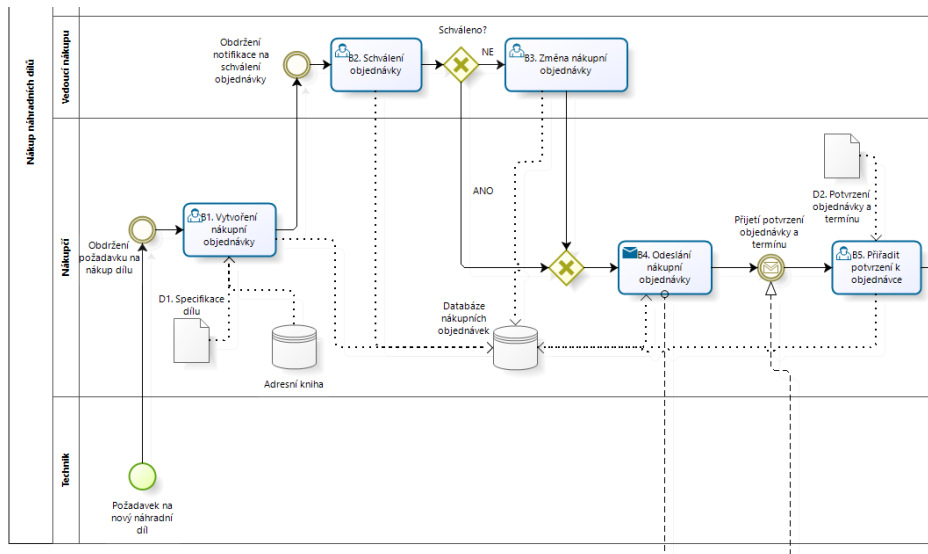 Nákup náhradních dílů
Vedoucí nákupu
Obdržení
notifikace na
schválení
objednávky
B2. Schválení
objednávky
Schváleno?
NE
B3. Změna nákupní
objednávky
Nákupčí
Obdržení
požadavku na
nákup dílu
B1. Vytvoření
nákupní
objednávky
D1. Specifikace
dílu
Adresní kniha
ANO
Databáze
nákupních
objednávek
B4. Odeslání
nákupní
objednávky
Přijetí potvrzení
objednávky a
termínu
D2. Potvrzení
objednávky a
termínu
B5. Přiřadit
potvrzení k
objednávce
Technik
Požadavek na
nový náhradní
díl